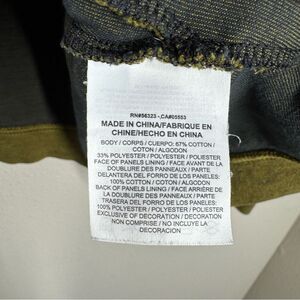 RN#56323 - CA#05553
MADE IN CHINA/FABRIQUE EN
CHINE/HECHO EN CHINA
BODY / CORPS / CUERPO: 67% COTTON /
COTON / ALGODON
33% POLYESTER / POLYESTER / POLIESTER
FACE OF PANELS LINING / FACE AVANT DE LA
DOUBLURE DES PANNEAUX / PARTE
DELANTERA DEL FORRO DE LOS PANELES:
100% COTTON / COTON / ALGODON
BACK OF PANELS LINING / FACE ARRIÈRE DE
LA DOUBLURE DES PANNEAUX / PARTE
TRASERA DEL FORRO DE LOS PANELES:
100% POLYESTER / POLYESTER / POLIESTER
EXCLUSIVE OF DECORATION / DECORATION
NON COMPRISE / NO INCLUYE LA
DECORACION